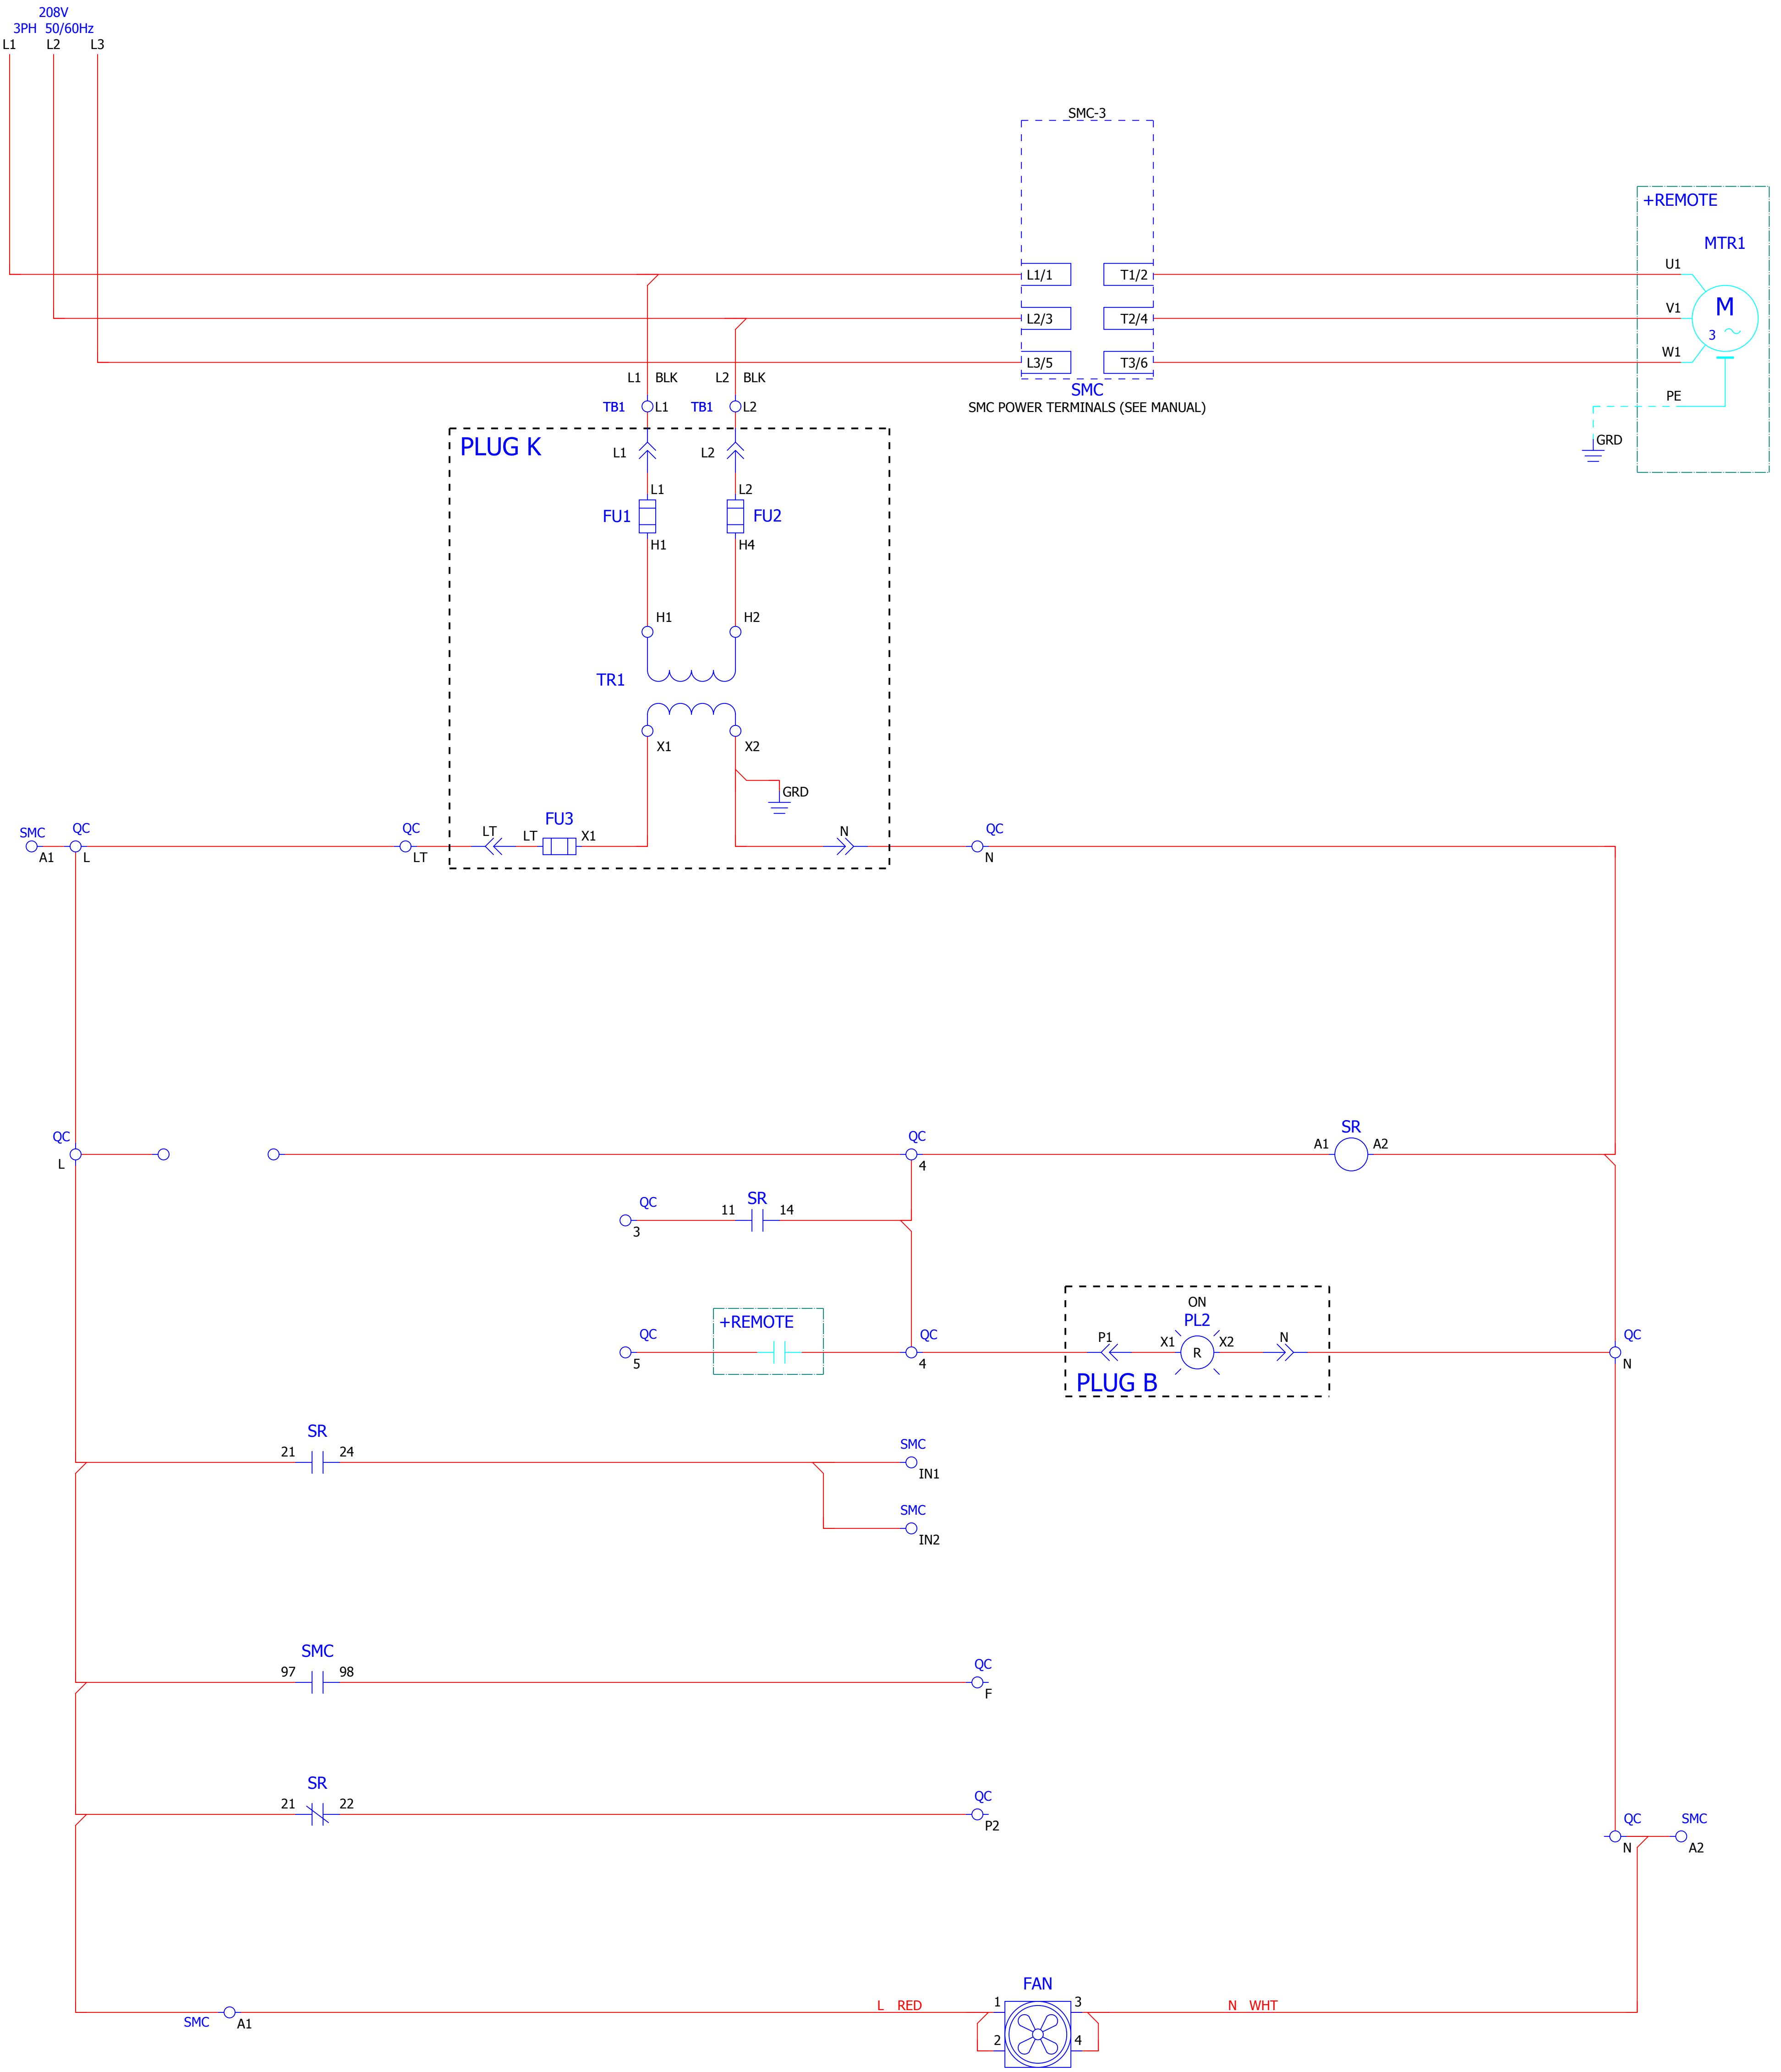 208V
3PH 50/60Hz
L1 L2 L3
SMC-3
+REMOTE
MTR1
U1
L1/1 T1/2
M
3
V1
L2/3 T2/4
W1
L3/5 T3/6
L1 BLK L2 BLK
SMC
PE
TB1 L1 TB1 L2
SMC POWER TERMINALS (SEE MANUAL)
GRD
PLUG K
L1 L2
L1 L2
FU1 FU2
H1 H4
H1 H2
TR1
X1 X2
GRD
FU3
SMC QC QC LT LT X1 N QC
A1 L LT N
QC QC SR
A1 A2
L 4
QC SR
11 14
3
ON
+REMOTE PL2
QC QC P1 X1 X2 N QC
R
5 4 N
PLUG B
SR
21 24 SMC
IN1
SMC
IN2
SMC
97 98 QC
F
SR
21 22 QC
P2
QC SMC
N A2
FAN
L RED 1 3 N WHT
SMC A1
2 4